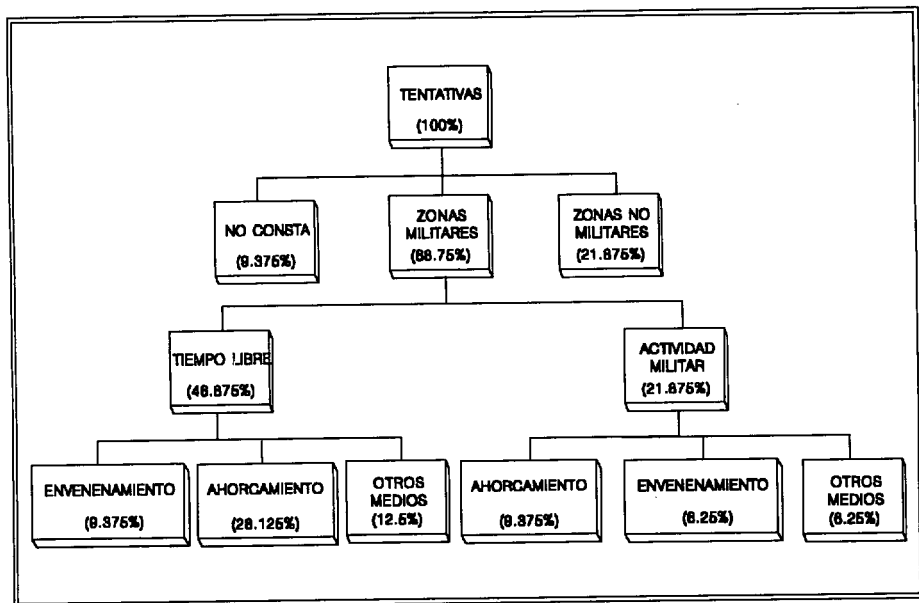 TENTATIVAS
(100%)
NO CONSTA
(9.375%)
ZONAS
MILITARES
(68.75%)
ZONAS NO
MILITARES
(21.875%)
TIEMPO LIBRE
(46.875%)
ACTIVIDAD
MILITAR
(21.875%)
ENVENENAMIENTO
(9.375%)
AHORCAMIENTO
(28.125%)
OTROS
MEDIOS
(12.5%)
AHORCAMIENTO
(9.375%)
ENVENENAMIENTO
(6.25%)
OTROS
MEDIOS
(6.25%)